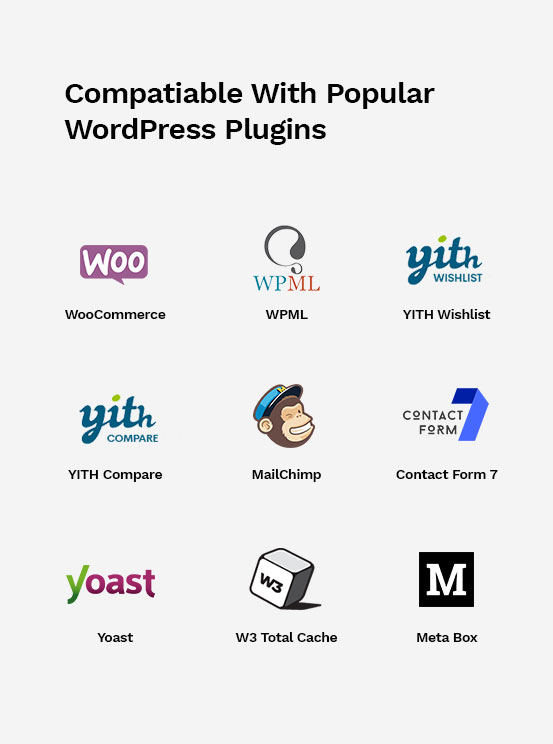 Compatiable With Popular
WordPress Plugins
WOO
WPML
yith
WISHLIST
WooCommerce
WPML
YITH Wishlist
yith
COMPARE
CONTACT
FORM
7
YITH Compare
MailChimp
Contact Form 7
yoast
W3
M
Yoast
W3 Total Cache
Meta Box